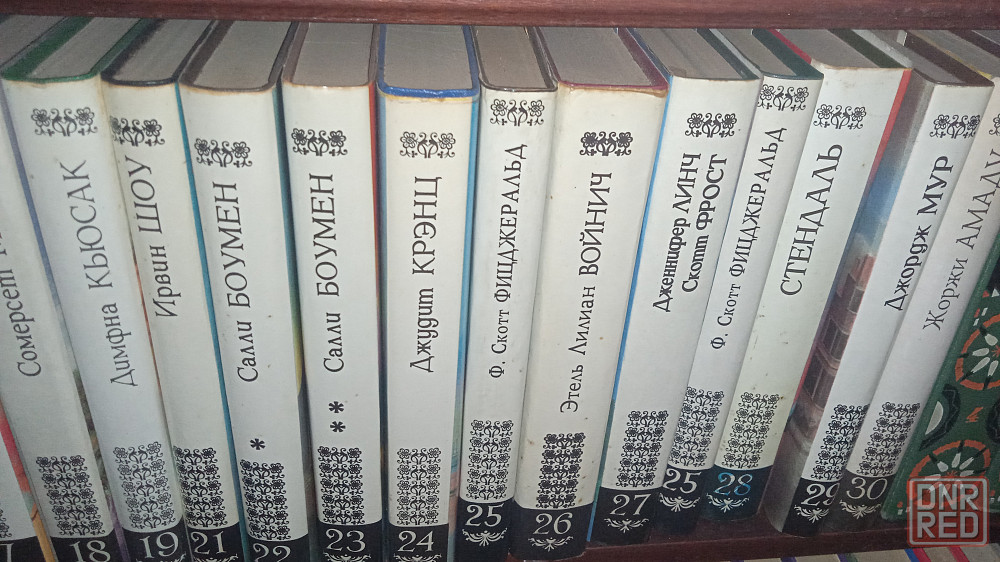 Сомерсет
18
Димфна КЬЮСАК
19
Ирвин ШОУ
21
Салли БОУМЕН
*
22
Салли БОУМЕН
**
23
Джудит КРЭНЦ
24
Ф. Скотт ФИЦДЖЕРАЛЬД
25
Этель Лилиан ВОЙНИЧ
26
Дженнифер ЛИНЧ
Скотт ФРОСТ
27
Ф. Скотт ФИЦДЖЕРАЛЬД
25
СТЕНДАЛЬ
28
Джордж МУР
29
Жоржи АМАДУ
30
DNR
RED